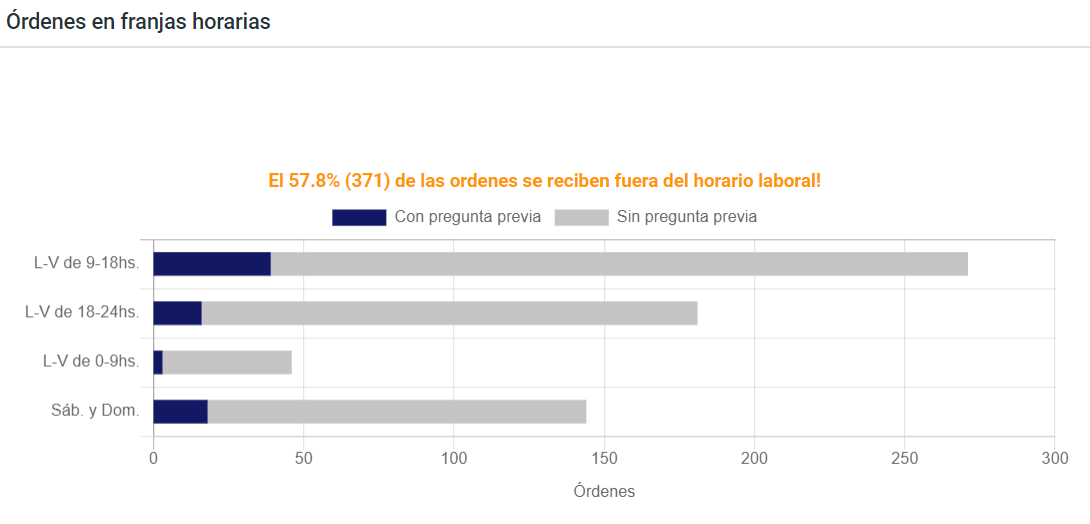 Órdenes en franjas horarias
El 57.8% (371) de las ordenes se reciben fuera del horario laboral!
Con pregunta previa Sin pregunta previa
L-V de 9-18hs.
L-V de 18-24hs.
L-V de 0-9hs.
Sáb. y Dom.
0 50 100 150 200 250 300
Órdenes